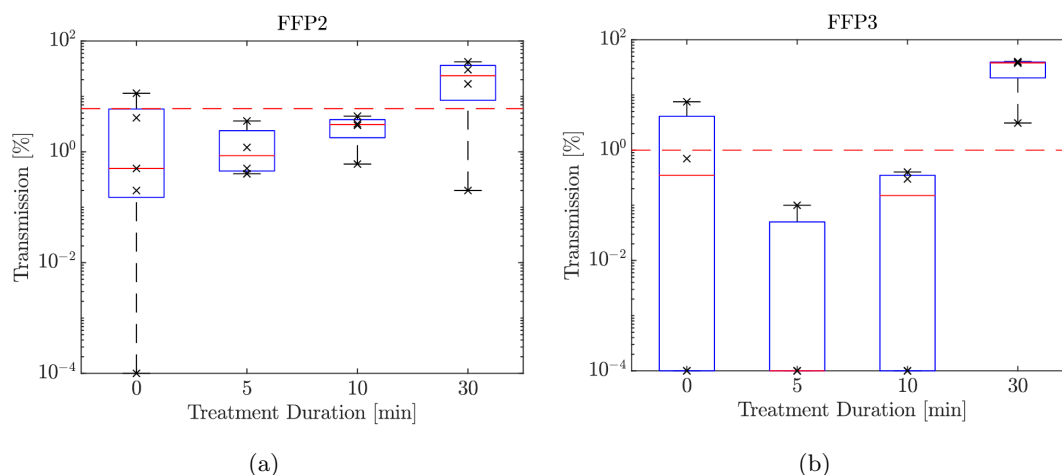 FFP2
Transmission [%]
10^2
10^0
10^-2
10^-4
0 5 10 30
Treatment Duration [min]
(a)
FFP3
Transmission [%]
10^2
10^0
10^-2
10^-4
0 5 10 30
Treatment Duration [min]
(b)